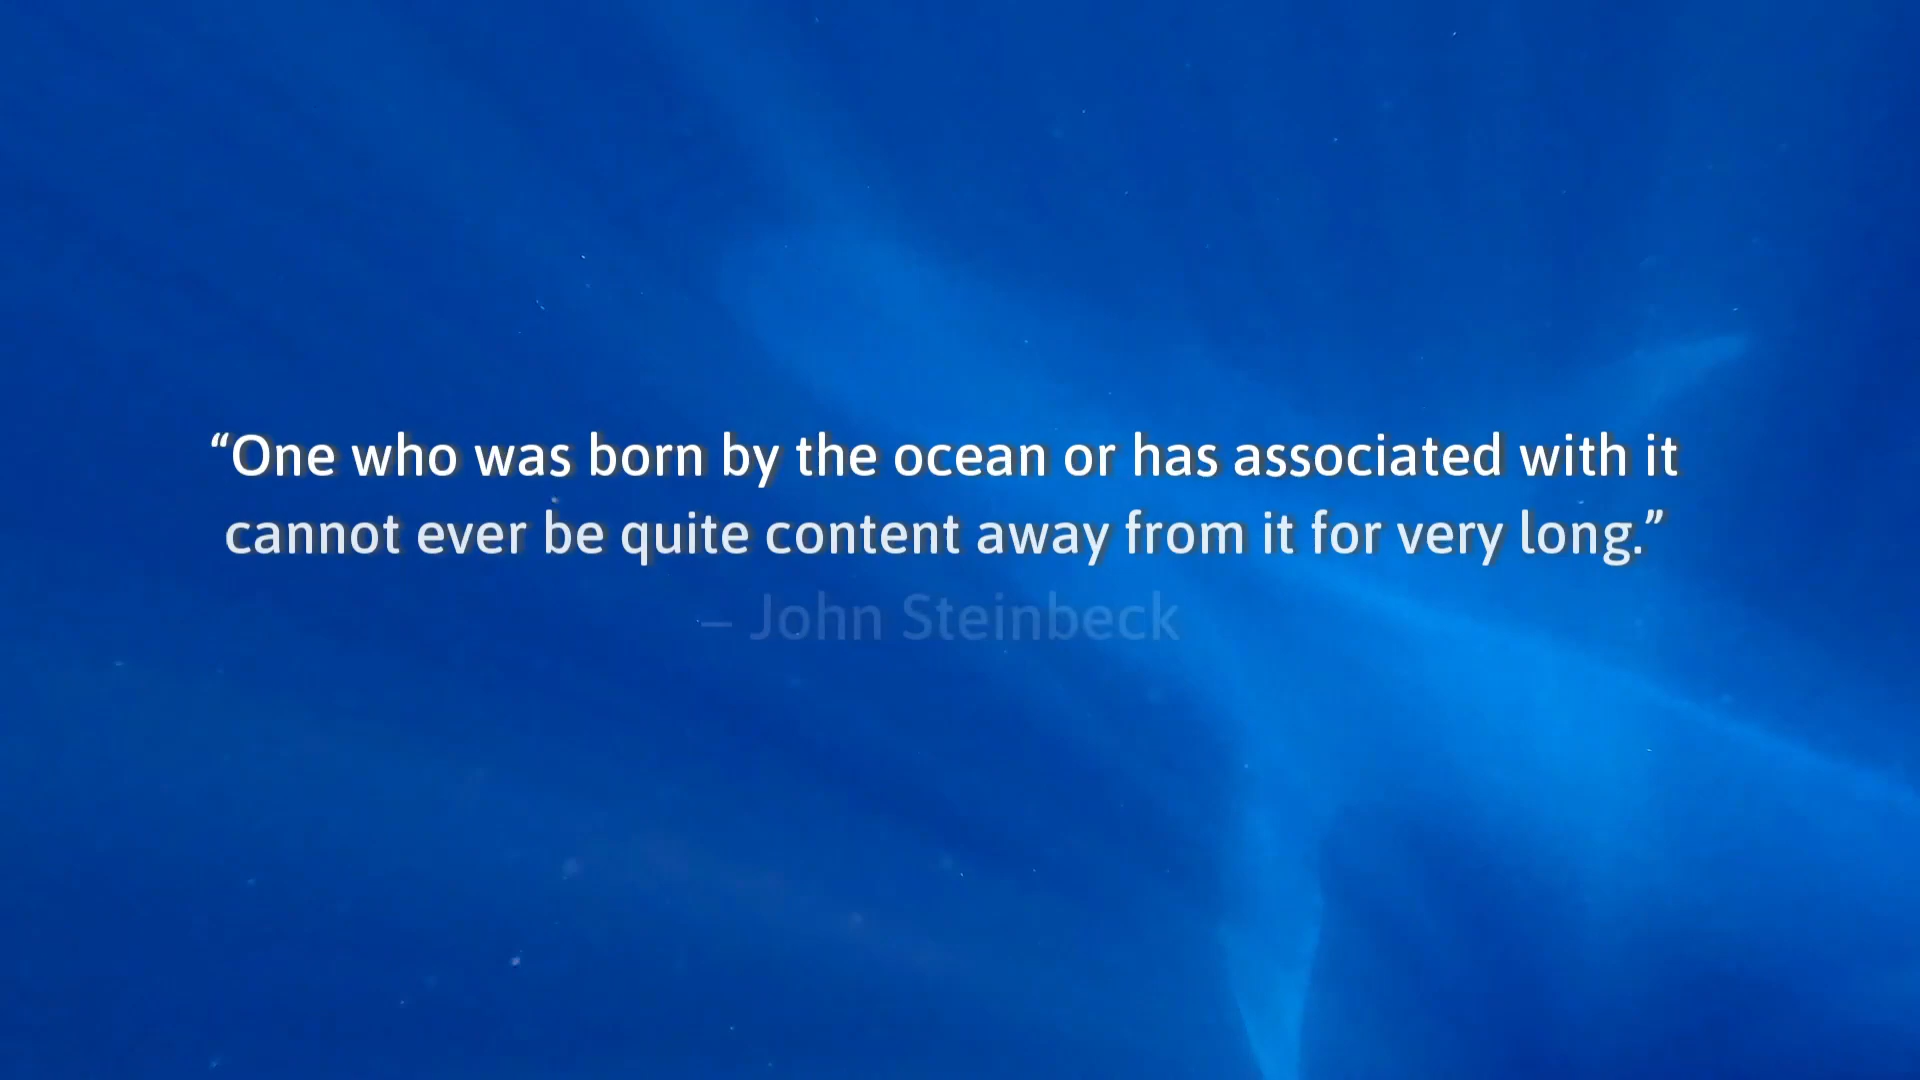 “One who was born by the ocean or has associated with it
cannot ever be quite content away from it for very long.”
– John Steinbeck